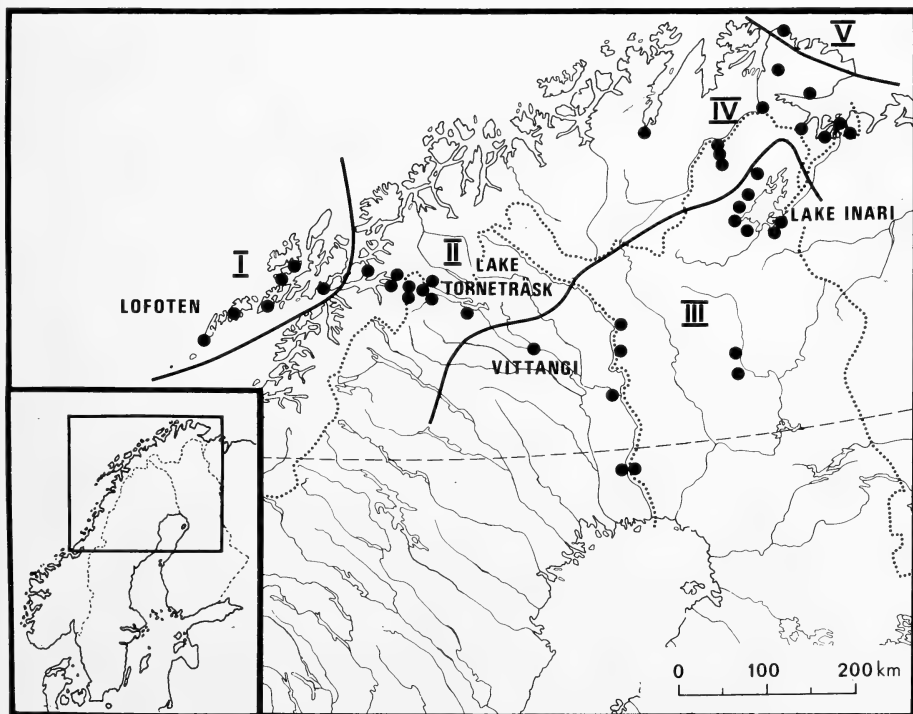 V
IV
I
II
LAKE
TORNETRÄSK
LAKE INARI
LOFOTEN
III
VITTANGI
0 100 200 km